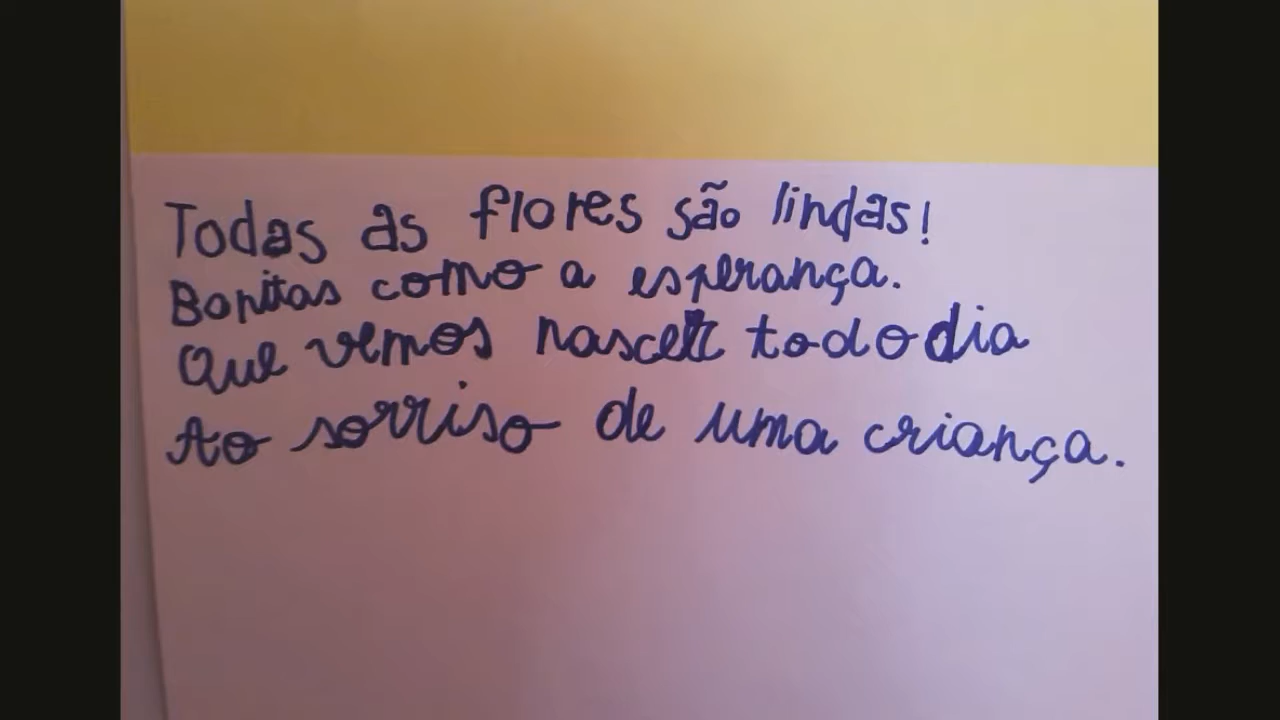 Todas as flores são lindas!
Bonitas como a esperança.
Que vemos nascer todo dia
Ao sorriso de uma criança.